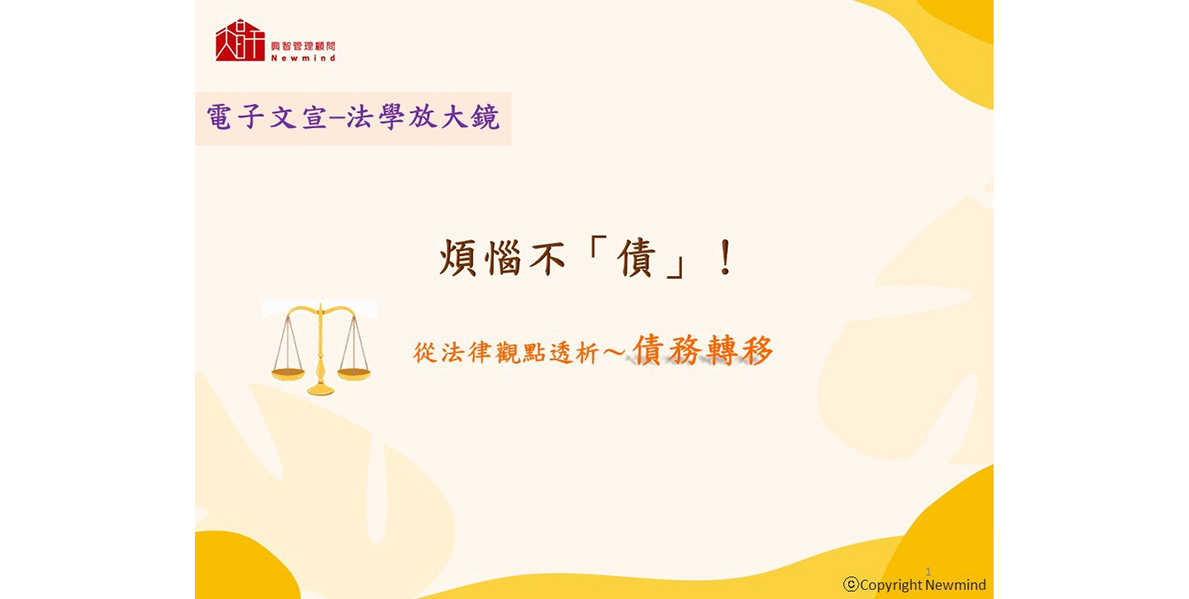 興智管理顧問
Newmind
電子文宣–法學放大鏡
煩惱不「債」！
從法律觀點透析～債務轉移
1
ⓒCopyright Newmind